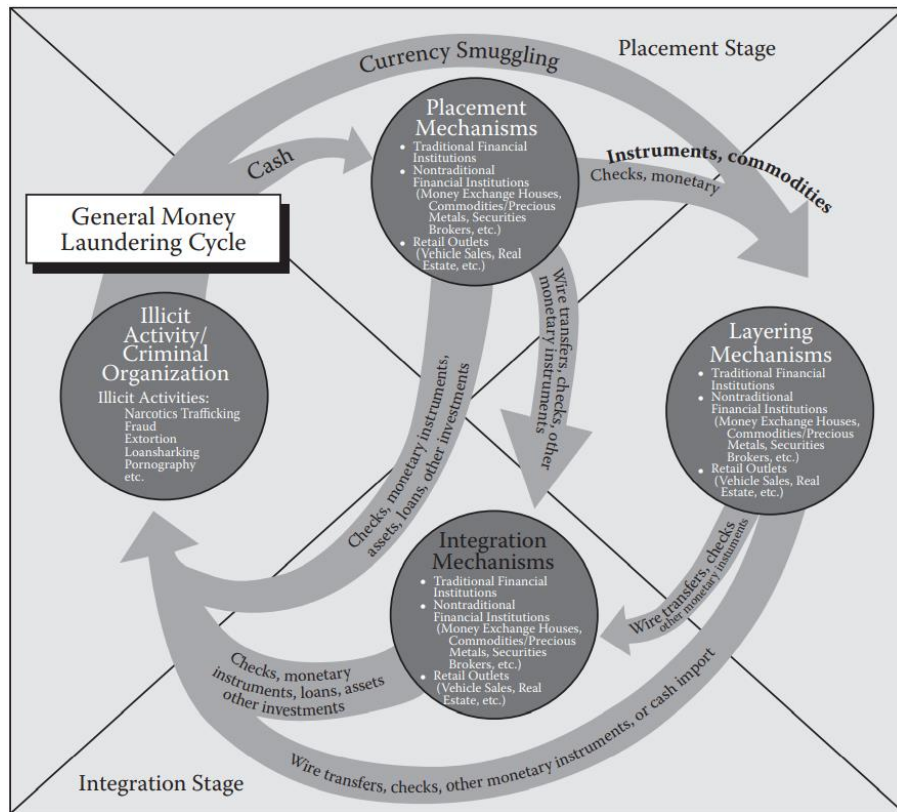 Placement Stage
Currency Smuggling
Cash
Placement
Mechanisms
• Traditional Financial
Institutions
• Nontraditional
Financial Institutions
(Money Exchange Houses,
Commodities/Precious
Metals, Securities
Brokers, etc.)
• Retail Outlets
(Vehicle Sales, Real
Estate, etc.)
Instruments, commodities
Checks, monetary
General Money
Laundering Cycle
Illicit
Activity/
Criminal
Organization
Illicit Activities:
Narcotics Trafficking
Fraud
Extortion
Loansharking
Pornography
etc.
Checks, monetary instruments,
assets, loans, other investments
Wire transfers, checks, other
monetary instruments
Layering
Mechanisms
• Traditional Financial
Institutions
• Nontraditional
Financial Institutions
(Money Exchange Houses,
Commodities/Precious
Metals, Securities
Brokers, etc.)
• Retail Outlets
(Vehicle Sales, Real
Estate, etc.)
Integration
Mechanisms
• Traditional Financial
Institutions
• Nontraditional
Financial Institutions
(Money Exchange Houses,
Commodities/Precious
Metals, Securities
Brokers, etc.)
• Retail Outlets
(Vehicle Sales, Real
Estate, etc.)
Wire transfers, checks
other monetary instuments
Checks, monetary
instruments, loans, assets
other investments
Wire transfers, checks, other monetary instruments, or cash import
Integration Stage